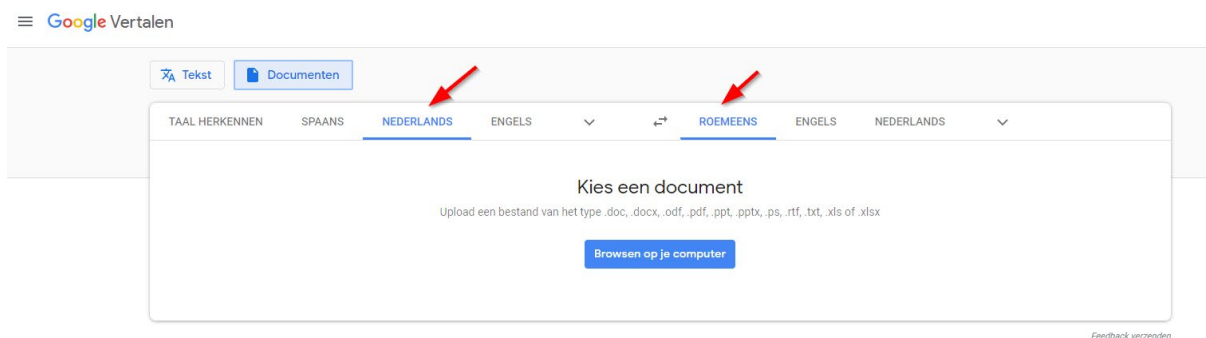 Google Vertalen
Tekst Documenten
TAAL HERKENNEN SPAANS NEDERLANDS ENGELS ROEMEENS ENGELS NEDERLANDS
Kies een document
Upload een bestand van het type .doc, .docx, .odf, .pdf, .ppt, .pptx, .ps, .rtf, .txt, .xls of .xlsx
Browsen op je computer
Feedback verzenden